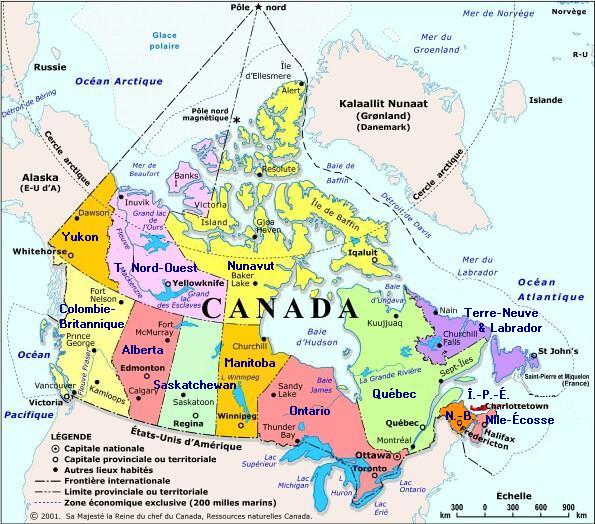 Pôle nord
Mer de Norvège
Norvège
Glace
polaire
Mer du
Groenland
R-U
Russie
Île
d'Ellesmere
Océan Arctique
Alert
Kalaallit Nunaat
(Grønland)
(Danemark)
Islande
Détroit de Béring
Pôle nord
magnétique
Cercle arctique
Cercle arctique
Mer de
Beaufort
Banks
I
Resolute
Baie de
Baffin
Alaska
(E-U d'A)
Inuvik
Victoria
Island
Île de Baffin
Détroit de Davis
Dawson
Grand lac
de l'Ours
Gjoa
Haven
Yukon
Fleuve
Mackenzie
Iqaluit
Mer du
Labrador
Whitehorse
T. Nord-Ouest
Nunavut
Yellowknife
Baker
Lake
Grand lac
des Esclaves
Océan
Atlantique
Fort
Nelson
Baie
d'Ungava
CANADA
Colombie-
Britannique
Nain
Terre-Neuve
& Labrador
Kuujjuaq
Churchill
Falls
Fort
McMurray
Baie
d'Hudson
Prince
George
Churchill
St John's
Océan
Pacifique
Alberta
Manitoba
Sept-Îles
Saint-Pierre et Miquelon
(France)
Edmonton
Saskatchewan
L Winnipeg
La Grande Rivière
Fleuve Fraser
Baie
James
Vancouver
Kamloops
Calgary
Saskatoon
Sandy
Lake
Québec
Î.-P.-É.
Charlottetown
Victoria
Regina
Winnipeg
Ontario
N.-B.
Nlle-Écosse
Fredericton
Halifax
Thunder
Bay
Québec
Montréal
États-Unis d'Amérique
Ottawa
Toronto
Lac
Supérieur
Lac
Michigan
L
Huron
Lac
Ontario
Lac
Érié
LÉGENDE
Capitale nationale
Capitale provinciale ou territoriale
Autres lieux habités
Frontière internationale
Limite provinciale ou territoriale
Zone économique exclusive (200 milles marins)
Échelle
km 300 0 300 600 900 km
© 2001. Sa Majesté la Reine du chef du Canada, Ressources naturelles Canada.